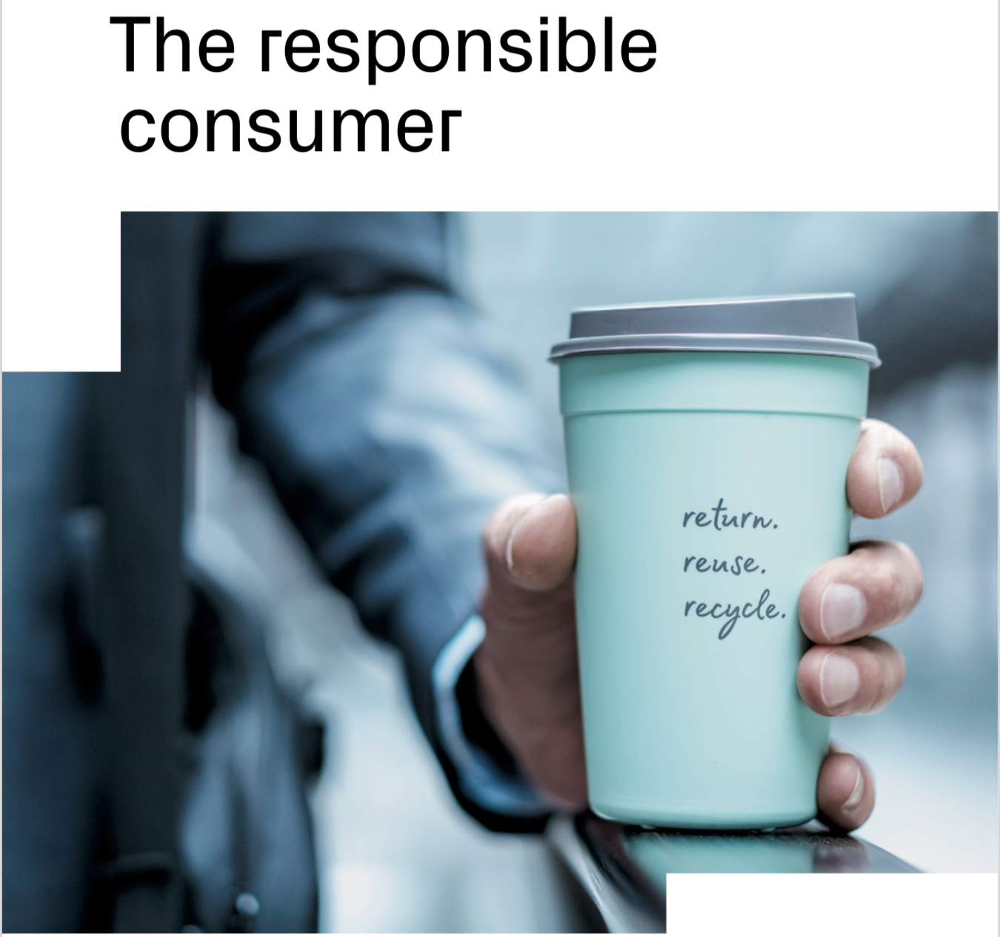 The responsible
consumer
return.
reuse.
recycle.